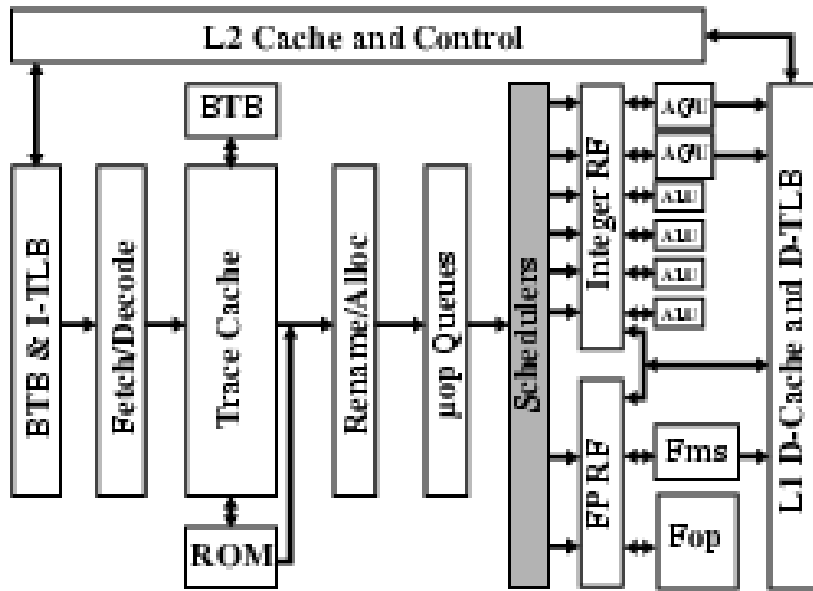 L2 Cache and Control
BTB
BTB & I-TLB
Fetch/Decode
Trace Cache
ROM
Rename/Alloc
µop Queues
Schedulers
Integer RF
FP RF
AGU
AGU
ALU
ALU
ALU
ALU
Fms
Fop
L1 D-Cache and D-TLB